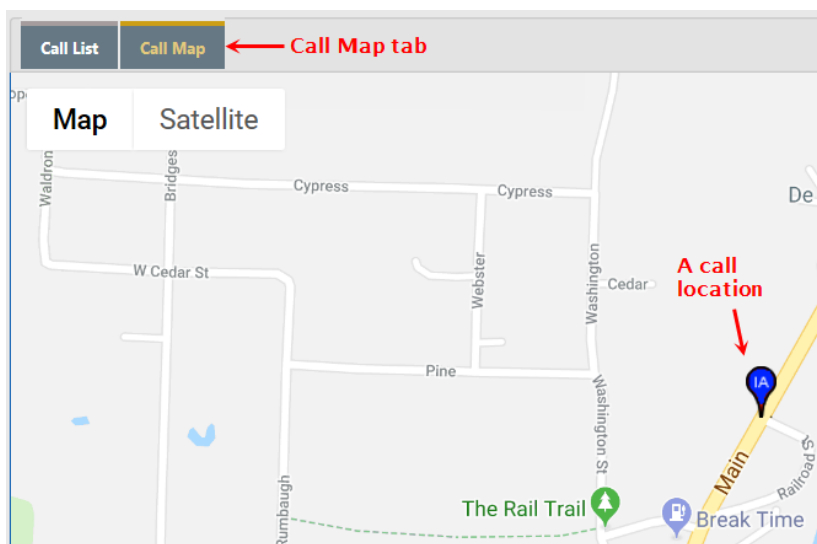 Call List
Call Map
Call Map tab
Map
Satellite
Waldron
Bridges
Cypress
Cypress
De
W Cedar St
Webster
Washington
Cedar
A call
location
IA
Pine
Washington St
Main
Railroad St
Rumbaugh
The Rail Trail
Break Time